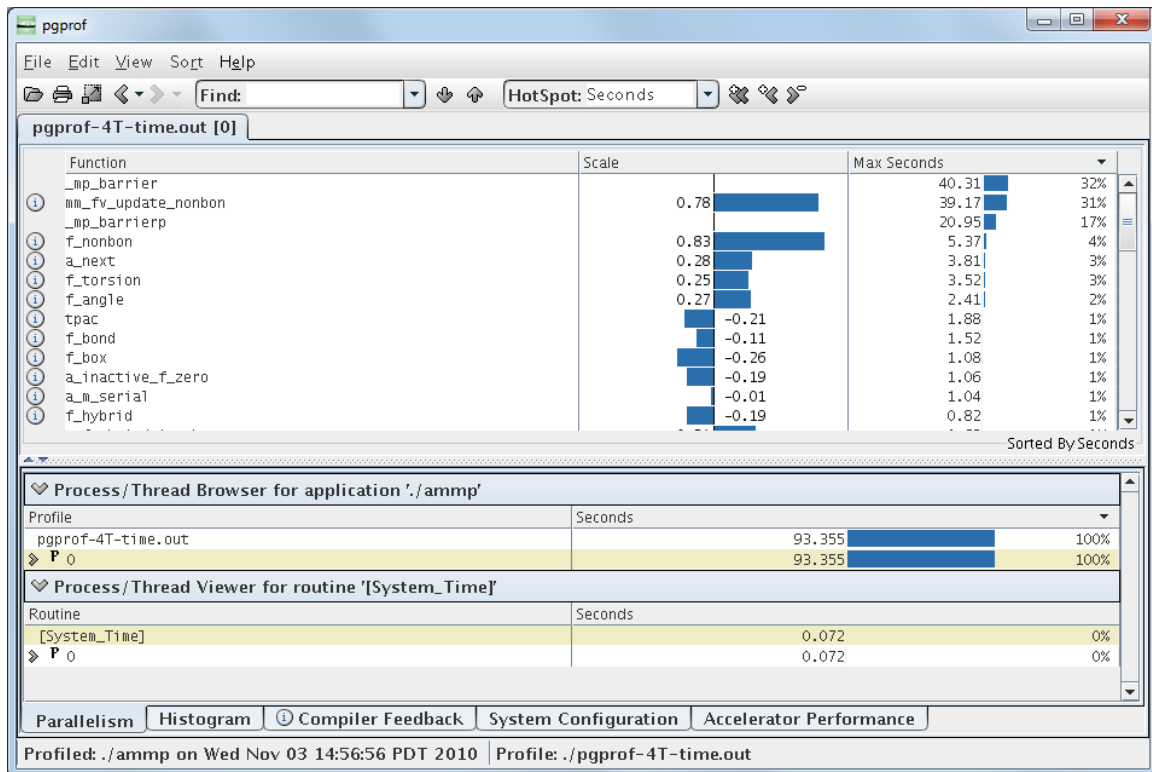 pgprof
File Edit View Sort Help
Find: HotSpot: Seconds
pgprof-4T-time.out [0]
Function Scale Max Seconds
_mp_barrier 40.31 32%
mm_fv_update_nonbon 0.78 39.17 31%
_mp_barrierp 20.95 17%
f_nonbon 0.83 5.37 4%
a_next 0.28 3.81 3%
f_torsion 0.25 3.52 3%
f_angle 0.27 2.41 2%
tpac -0.21 1.88 1%
f_bond -0.11 1.52 1%
f_box -0.26 1.08 1%
a_inactive_f_zero -0.19 1.06 1%
a_m_serial -0.01 1.04 1%
f_hybrid -0.19 0.82 1%
Sorted By Seconds
Process/Thread Browser for application './ammp'
Profile Seconds
pgprof-4T-time.out 93.355 100%
P 0 93.355 100%
Process/Thread Viewer for routine '[System_Time]'
Routine Seconds
[System_Time] 0.072 0%
P 0 0.072 0%
Parallelism Histogram Compiler Feedback System Configuration Accelerator Performance
Profiled: ./ammp on Wed Nov 03 14:56:56 PDT 2010 Profile: ./pgprof-4T-time.out